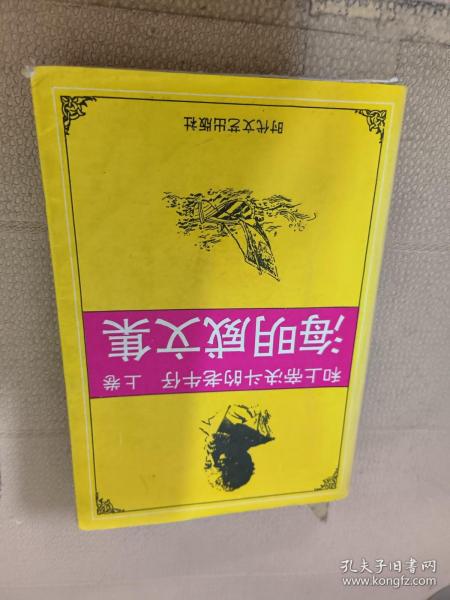 和上帝决斗的老牛仔 上卷
海明威文集
时代文艺出版社
孔夫子旧书网
www.kongfz.com